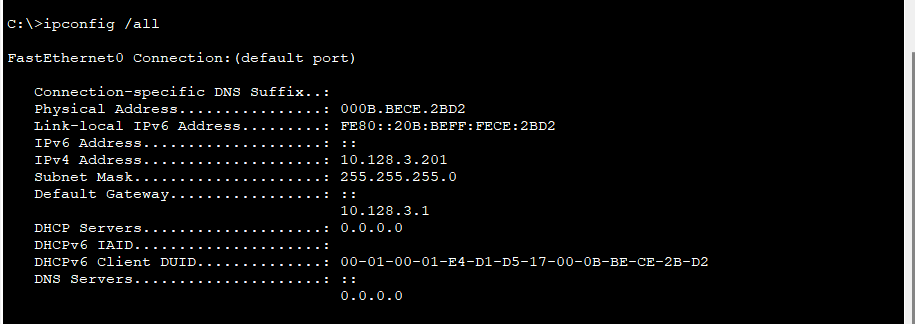 C:\>ipconfig /all
FastEthernet0 Connection:(default port)
Connection-specific DNS Suffix..:
Physical Address................: 000B.BECE.2BD2
Link-local IPv6 Address.........: FE80::20B:BEFF:FECE:2BD2
IPv6 Address....................: ::
IPv4 Address....................: 10.128.3.201
Subnet Mask.....................: 255.255.255.0
Default Gateway.................: ::
10.128.3.1
DHCP Servers....................: 0.0.0.0
DHCPv6 IAID.....................:
DHCPv6 Client DUID..............: 00-01-00-01-E4-D1-D5-17-00-0B-BE-CE-2B-D2
DNS Servers.....................: ::
0.0.0.0